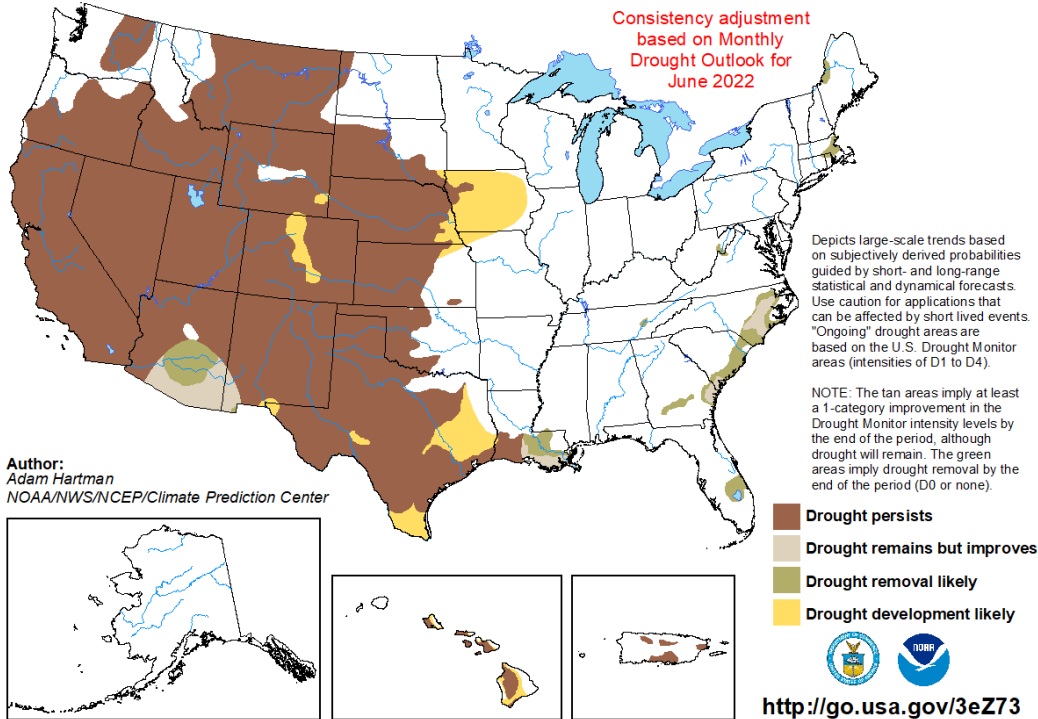 Consistency adjustment
based on Monthly
Drought Outlook for
June 2022
Depicts large-scale trends based
on subjectively derived probabilities
guided by short- and long-range
statistical and dynamical forecasts.
Use caution for applications that
can be affected by short lived events.
"Ongoing" drought areas are
based on the U.S. Drought Monitor
areas (intensities of D1 to D4).
NOTE: The tan areas imply at least
a 1-category improvement in the
Drought Monitor intensity levels by
the end of the period, although
drought will remain. The green
areas imply drought removal by the
end of the period (D0 or none).
Author:
Adam Hartman
NOAA/NWS/NCEP/Climate Prediction Center
Drought persists
Drought remains but improves
Drought removal likely
Drought development likely
NOAA
http://go.usa.gov/3eZ73